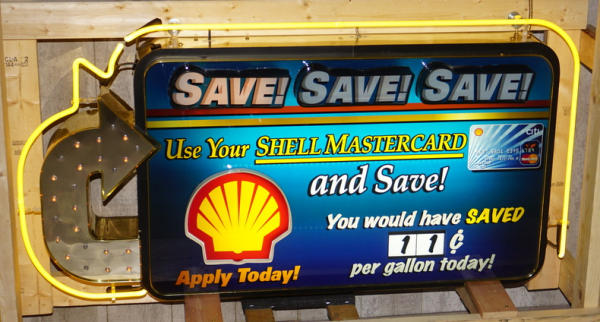 SAVE! SAVE! SAVE!
Use Your SHELL MASTERCARD
and Save!
citi
You would have SAVED
11¢
per gallon today!
Apply Today!